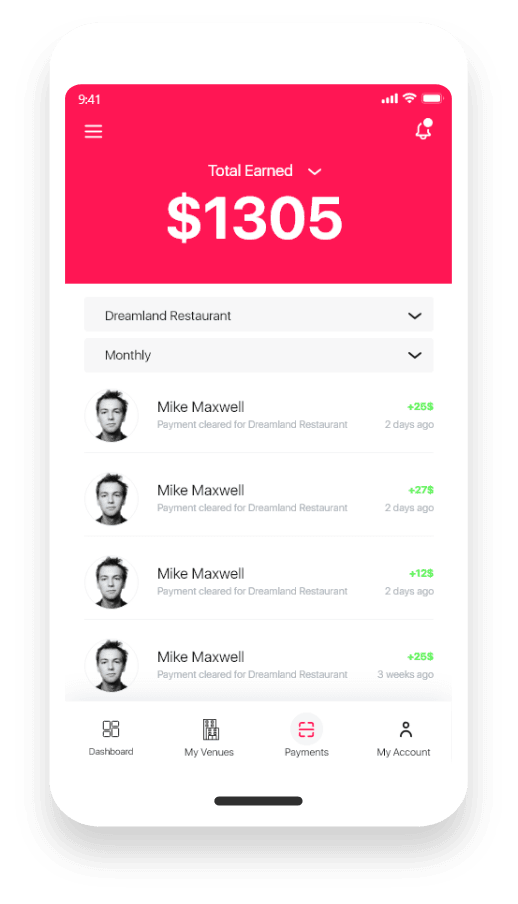 9:41
Total Earned
$1305
Dreamland Restaurant
Monthly
Mike Maxwell +25$
Payment cleared for Dreamland Restaurant 2 days ago
Mike Maxwell +27$
Payment cleared for Dreamland Restaurant 2 days ago
Mike Maxwell +12$
Payment cleared for Dreamland Restaurant 2 days ago
Mike Maxwell +25$
Payment cleared for Dreamland Restaurant 3 weeks ago
Dashboard My Venues Payments My Account